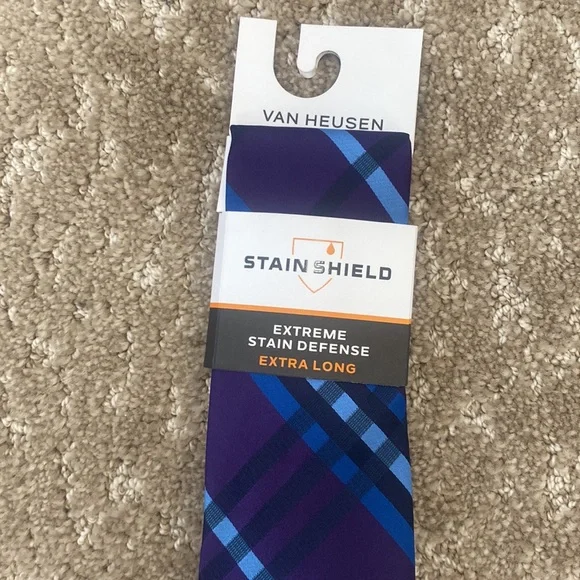 VAN HEUSEN
STAIN SHIELD
EXTREME
STAIN DEFENSE
EXTRA LONG